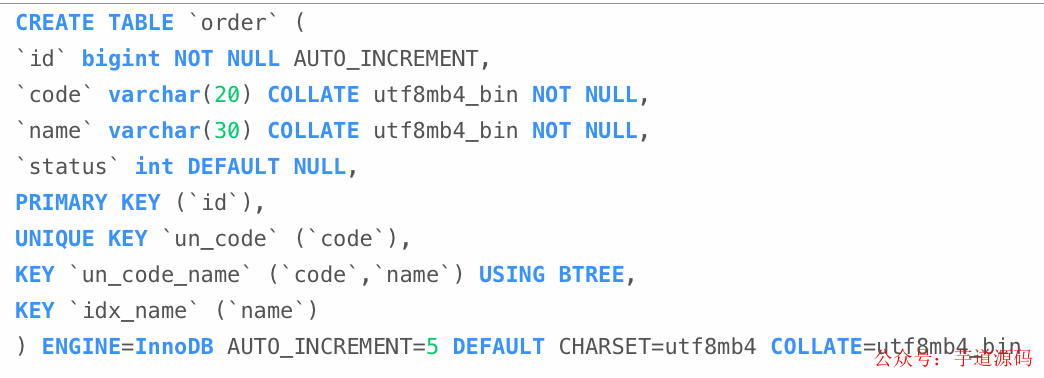 CREATE TABLE `order` (
`id` bigint NOT NULL AUTO_INCREMENT,
`code` varchar(20) COLLATE utf8mb4_bin NOT NULL,
`name` varchar(30) COLLATE utf8mb4_bin NOT NULL,
`status` int DEFAULT NULL,
PRIMARY KEY (`id`),
UNIQUE KEY `un_code` (`code`),
KEY `un_code_name` (`code`,`name`) USING BTREE,
KEY `idx_name` (`name`)
) ENGINE=InnoDB AUTO_INCREMENT=5 DEFAULT CHARSET=utf8mb4 COLLATE=utf8mb4_bin
公众号：芋道源码